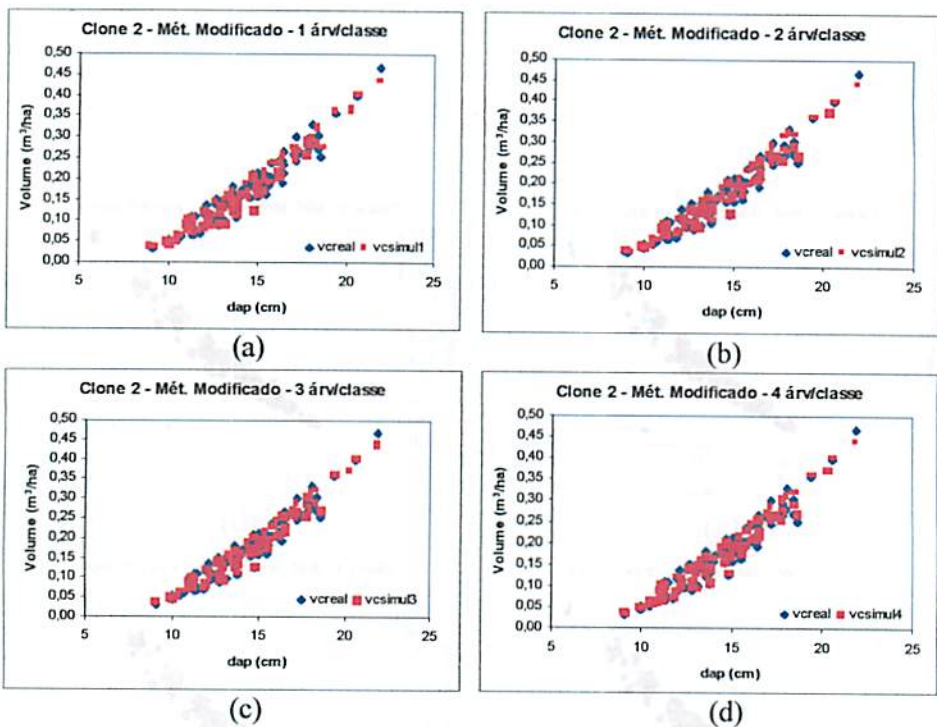 Clone 2 - Mét. Modificado - 1 árv/classe
0,50
0,45
0,40
0,35
0,30
0,25
0,20
0,15
0,10
0,05
0,00
Volume (m³/ha)
vcreal vcsimul1
5 10 15 20 25
dap (cm)
(a)
Clone 2 - Mét. Modificado - 2 árv/classe
0,50
0,45
0,40
0,35
0,30
0,25
0,20
0,15
0,10
0,05
0,00
Volume (m³/ha)
vcreal vcsimul2
5 10 15 20 25
dap (cm)
(b)
Clone 2 - Mét. Modificado - 3 árv/classe
0,50
0,45
0,40
0,35
0,30
0,25
0,20
0,15
0,10
0,05
0,00
Volume (m³/ha)
vcreal vcsimul3
5 10 15 20 25
dap (cm)
(c)
Clone 2 - Mét. Modificado - 4 árv/classe
0,50
0,45
0,40
0,35
0,30
0,25
0,20
0,15
0,10
0,05
0,00
Volume (m³/ha)
vcreal vcsimul4
5 10 15 20 25
dap (cm)
(d)